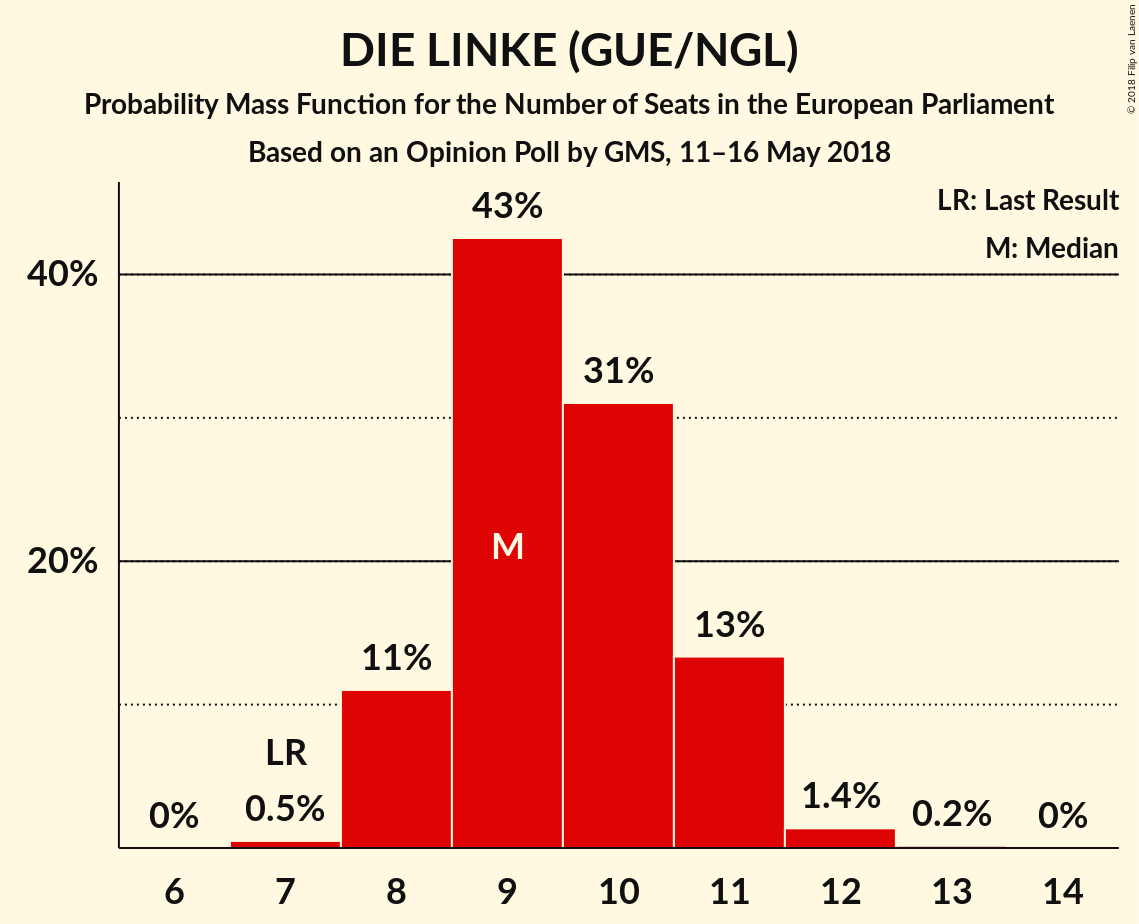 DIE LINKE (GUE/NGL)
Probability Mass Function for the Number of Seats in the European Parliament
Based on an Opinion Poll by GMS, 11–16 May 2018
© 2018 Filip van Laenen
LR: Last Result
M: Median
43%
40%
31%
M
20%
13%
11%
LR
0%
0.5%
1.4%
0.2%
0%
6 7 8 9 10 11 12 13 14